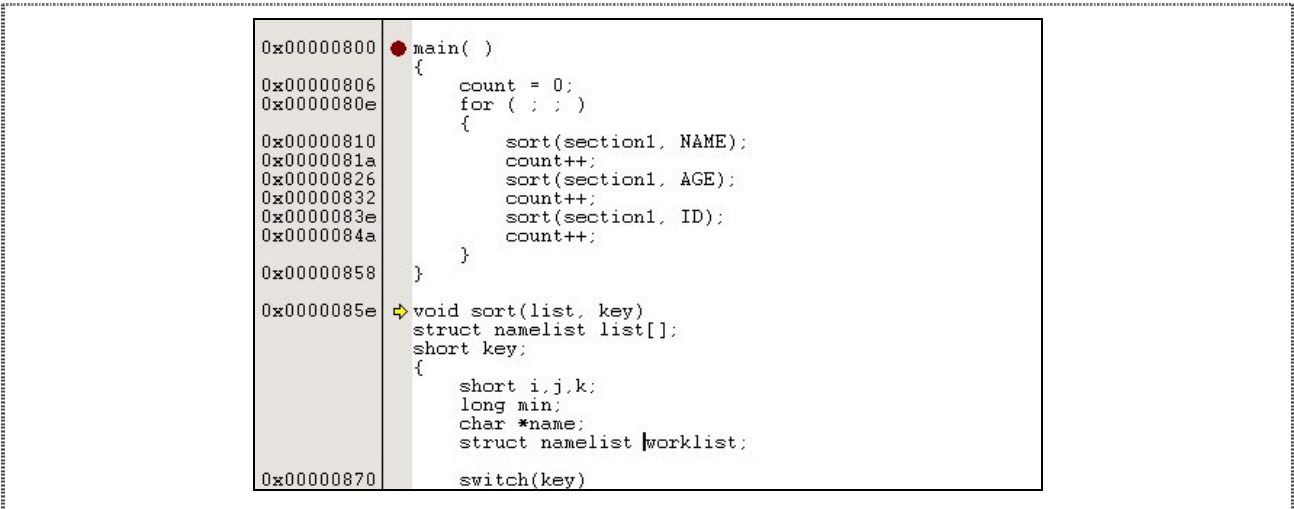 0x00000800 main( )
{
0x00000806 count = 0;
0x0000080e for ( ; ; )
{
0x00000810 sort(section1, NAME);
0x0000081a count++;
0x00000826 sort(section1, AGE);
0x00000832 count++;
0x0000083e sort(section1, ID);
0x0000084a count++;
}
0x00000858 }
0x0000085e void sort(list, key)
struct namelist list[];
short key;
{
short i,j,k;
long min;
char *name;
struct namelist worklist;
0x00000870 switch(key)